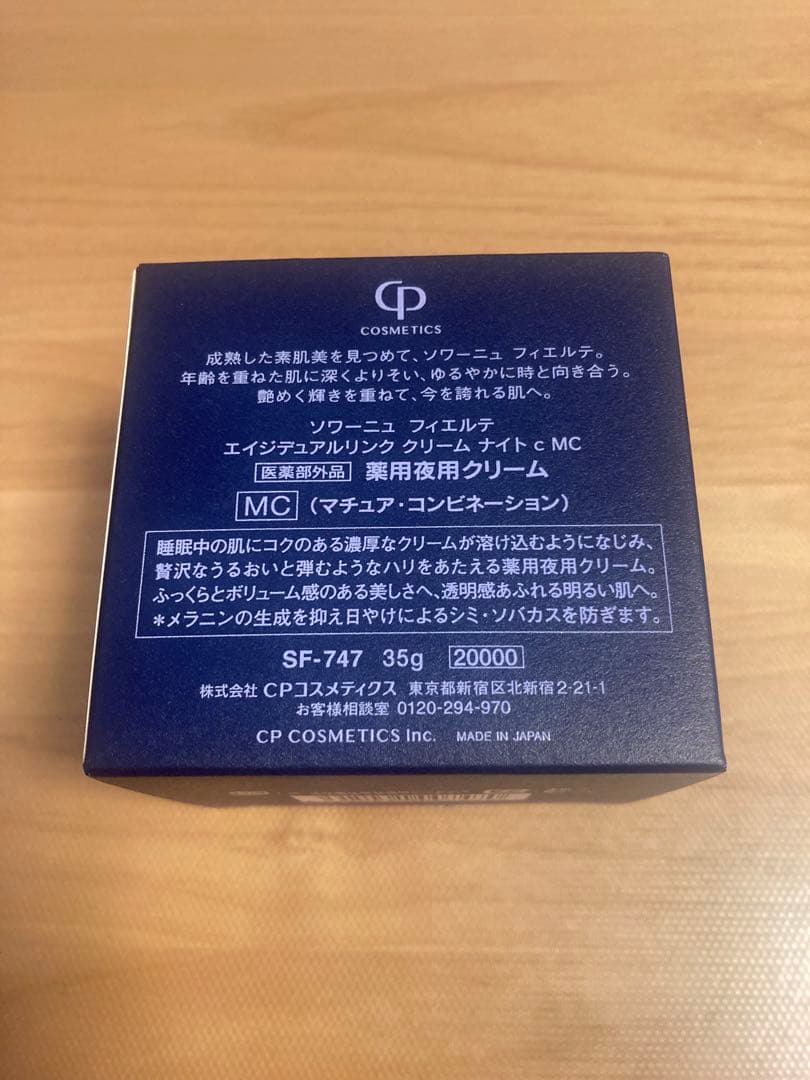 CP
COSMETICS
成熟した素肌美を見つめて、ソワーニュ フィエルテ。
年齢を重ねた肌に深くよりそい、ゆるやかに時と向き合う。
艶めく輝きを重ねて、今を誇れる肌へ。
ソワーニュ フィエルテ
エイジデュアルリンク クリーム ナイト c MC
医薬部外品 薬用夜用クリーム
MC (マチュア・コンビネーション)
睡眠中の肌にコクのある濃厚なクリームが溶け込むようになじみ、
贅沢なうるおいと弾むようなハリをあたえる薬用夜用クリーム。
ふっくらとボリューム感のある美しさへ、透明感あふれる明るい肌へ。
*メラニンの生成を抑え日やけによるシミ・ソバカスを防ぎます。
SF-747 35g 20000
株式会社 CPコスメティクス 東京都新宿区北新宿2-21-1
お客様相談室 0120-294-970
CP COSMETICS Inc. MADE IN JAPAN